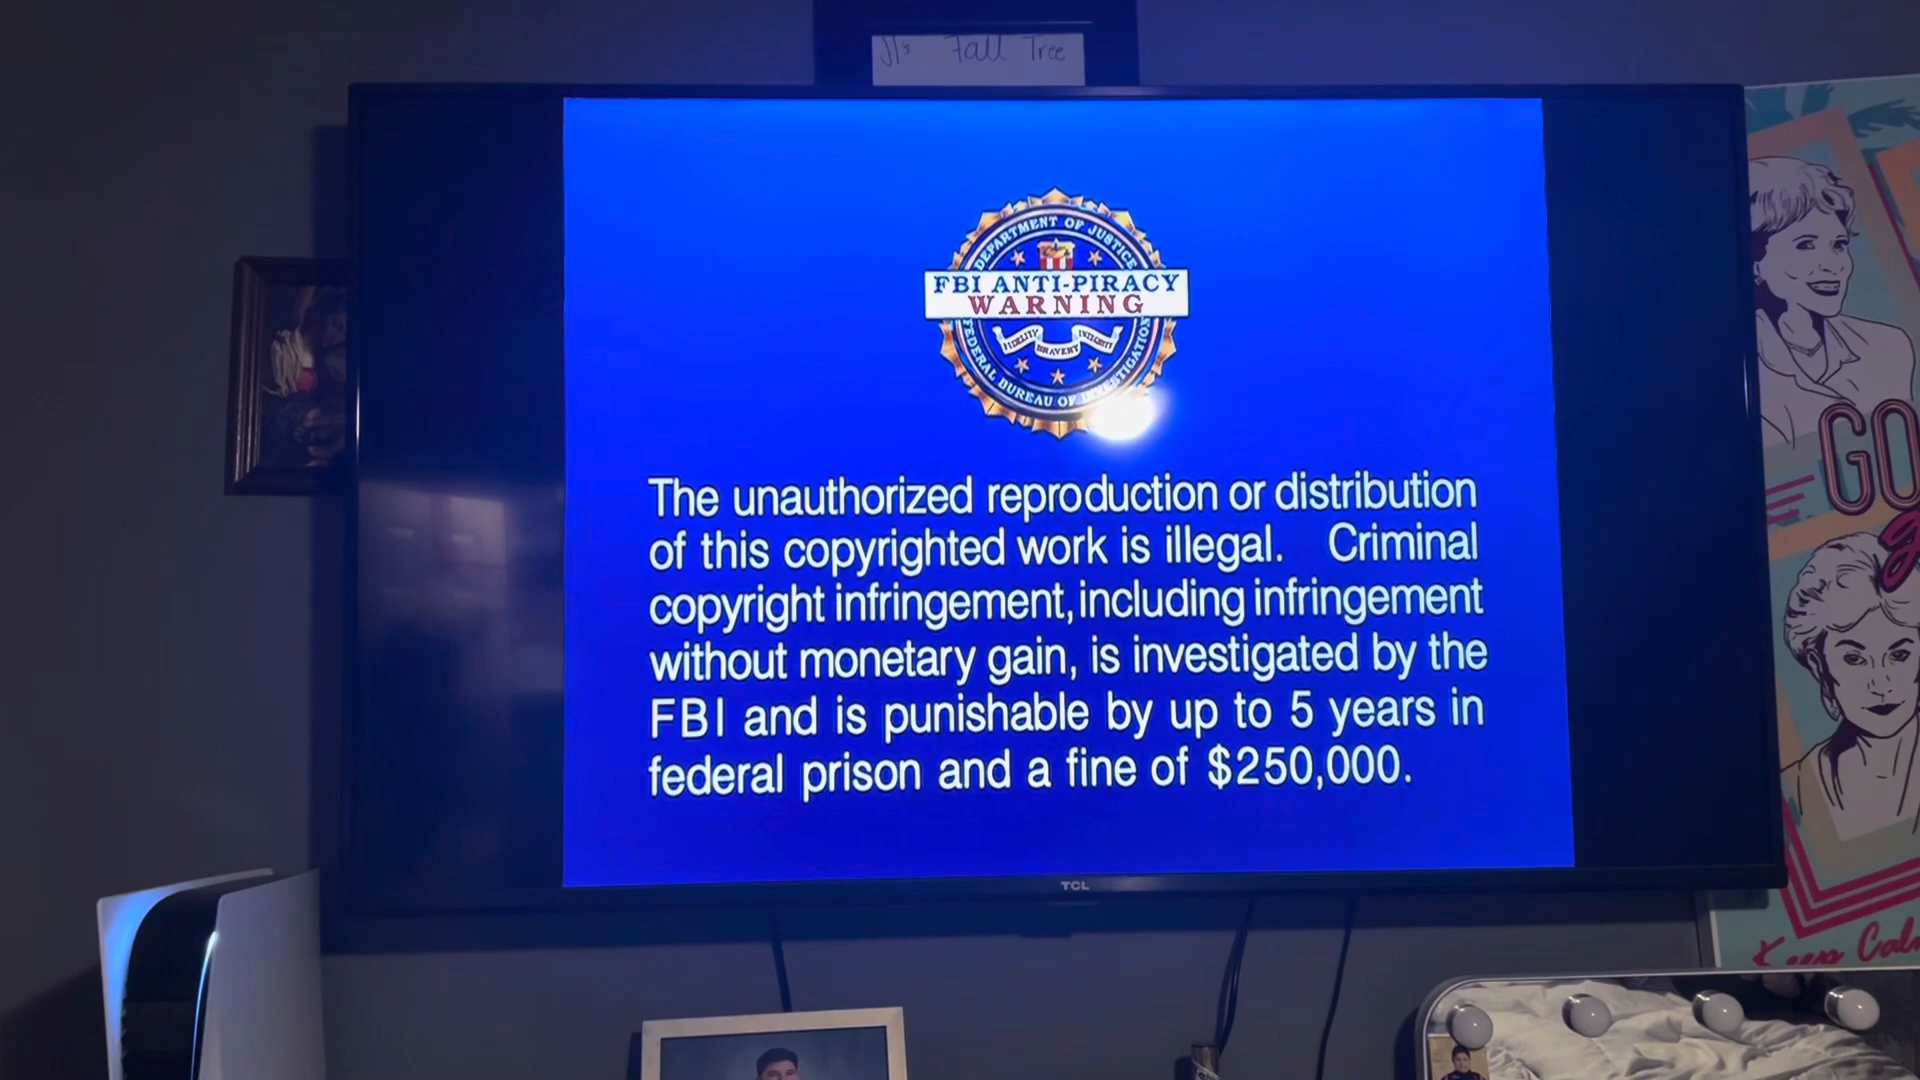 JJ's Fall Tree
DEPARTMENT OF JUSTICE
FBI ANTI-PIRACY
WARNING
FIDELITY BRAVERY INTEGRITY
FEDERAL BUREAU OF INVESTIGATION
The unauthorized reproduction or distribution
of this copyrighted work is illegal. Criminal
copyright infringement, including infringement
without monetary gain, is investigated by the
FBI and is punishable by up to 5 years in
federal prison and a fine of $250,000.
TCL
GO
Keep Cal